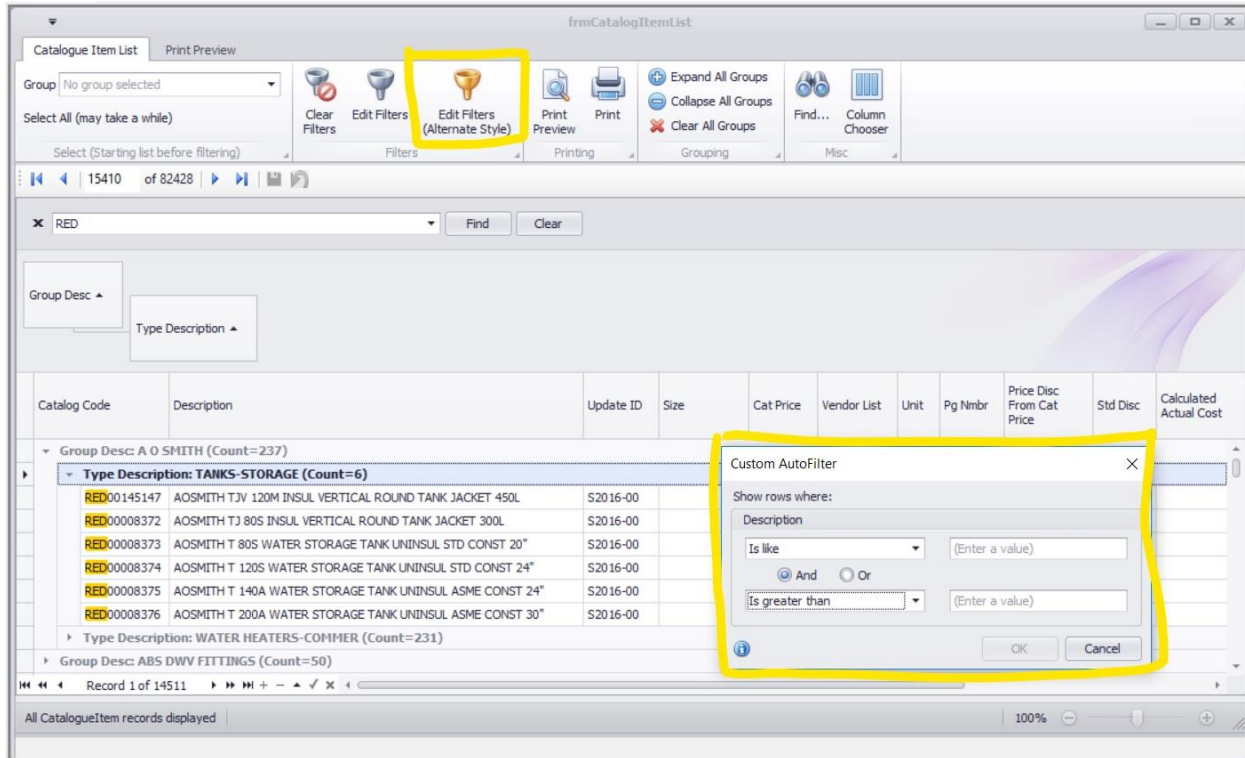 frmCatalogItemList
Catalogue Item List Print Preview
Group No group selected
Select All (may take a while)
Select (Starting list before filtering)
Clear Filters
Edit Filters
Edit Filters (Alternate Style)
Filters
Print Preview
Print
Printing
Expand All Groups
Collapse All Groups
Clear All Groups
Grouping
Find...
Column Chooser
Misc
15410 of 82428
RED Find Clear
Group Desc
Type Description
Catalog Code Description Update ID Size Cat Price Vendor List Unit Pg Nmbr Price Disc From Cat Price Std Disc Calculated Actual Cost
Group Desc: A O SMITH (Count=237)
Type Description: TANKS-STORAGE (Count=6)
RED00145147 AOSMITH TJV 120M INSUL VERTICAL ROUND TANK JACKET 450L S2016-00
RED00008372 AOSMITH TJ 80S INSUL VERTICAL ROUND TANK JACKET 300L S2016-00
RED00008373 AOSMITH T 80S WATER STORAGE TANK UNINSUL STD CONST 20" S2016-00
RED00008374 AOSMITH T 120S WATER STORAGE TANK UNINSUL STD CONST 24" S2016-00
RED00008375 AOSMITH T 140A WATER STORAGE TANK UNINSUL ASME CONST 24" S2016-00
RED00008376 AOSMITH T 200A WATER STORAGE TANK UNINSUL ASME CONST 30" S2016-00
Type Description: WATER HEATERS-COMMER (Count=231)
Group Desc: ABS DWV FITTINGS (Count=50)
Custom AutoFilter
Show rows where:
Description
Is like (Enter a value)
And Or
Is greater than (Enter a value)
OK Cancel
Record 1 of 14511
All CatalogueItem records displayed 100%